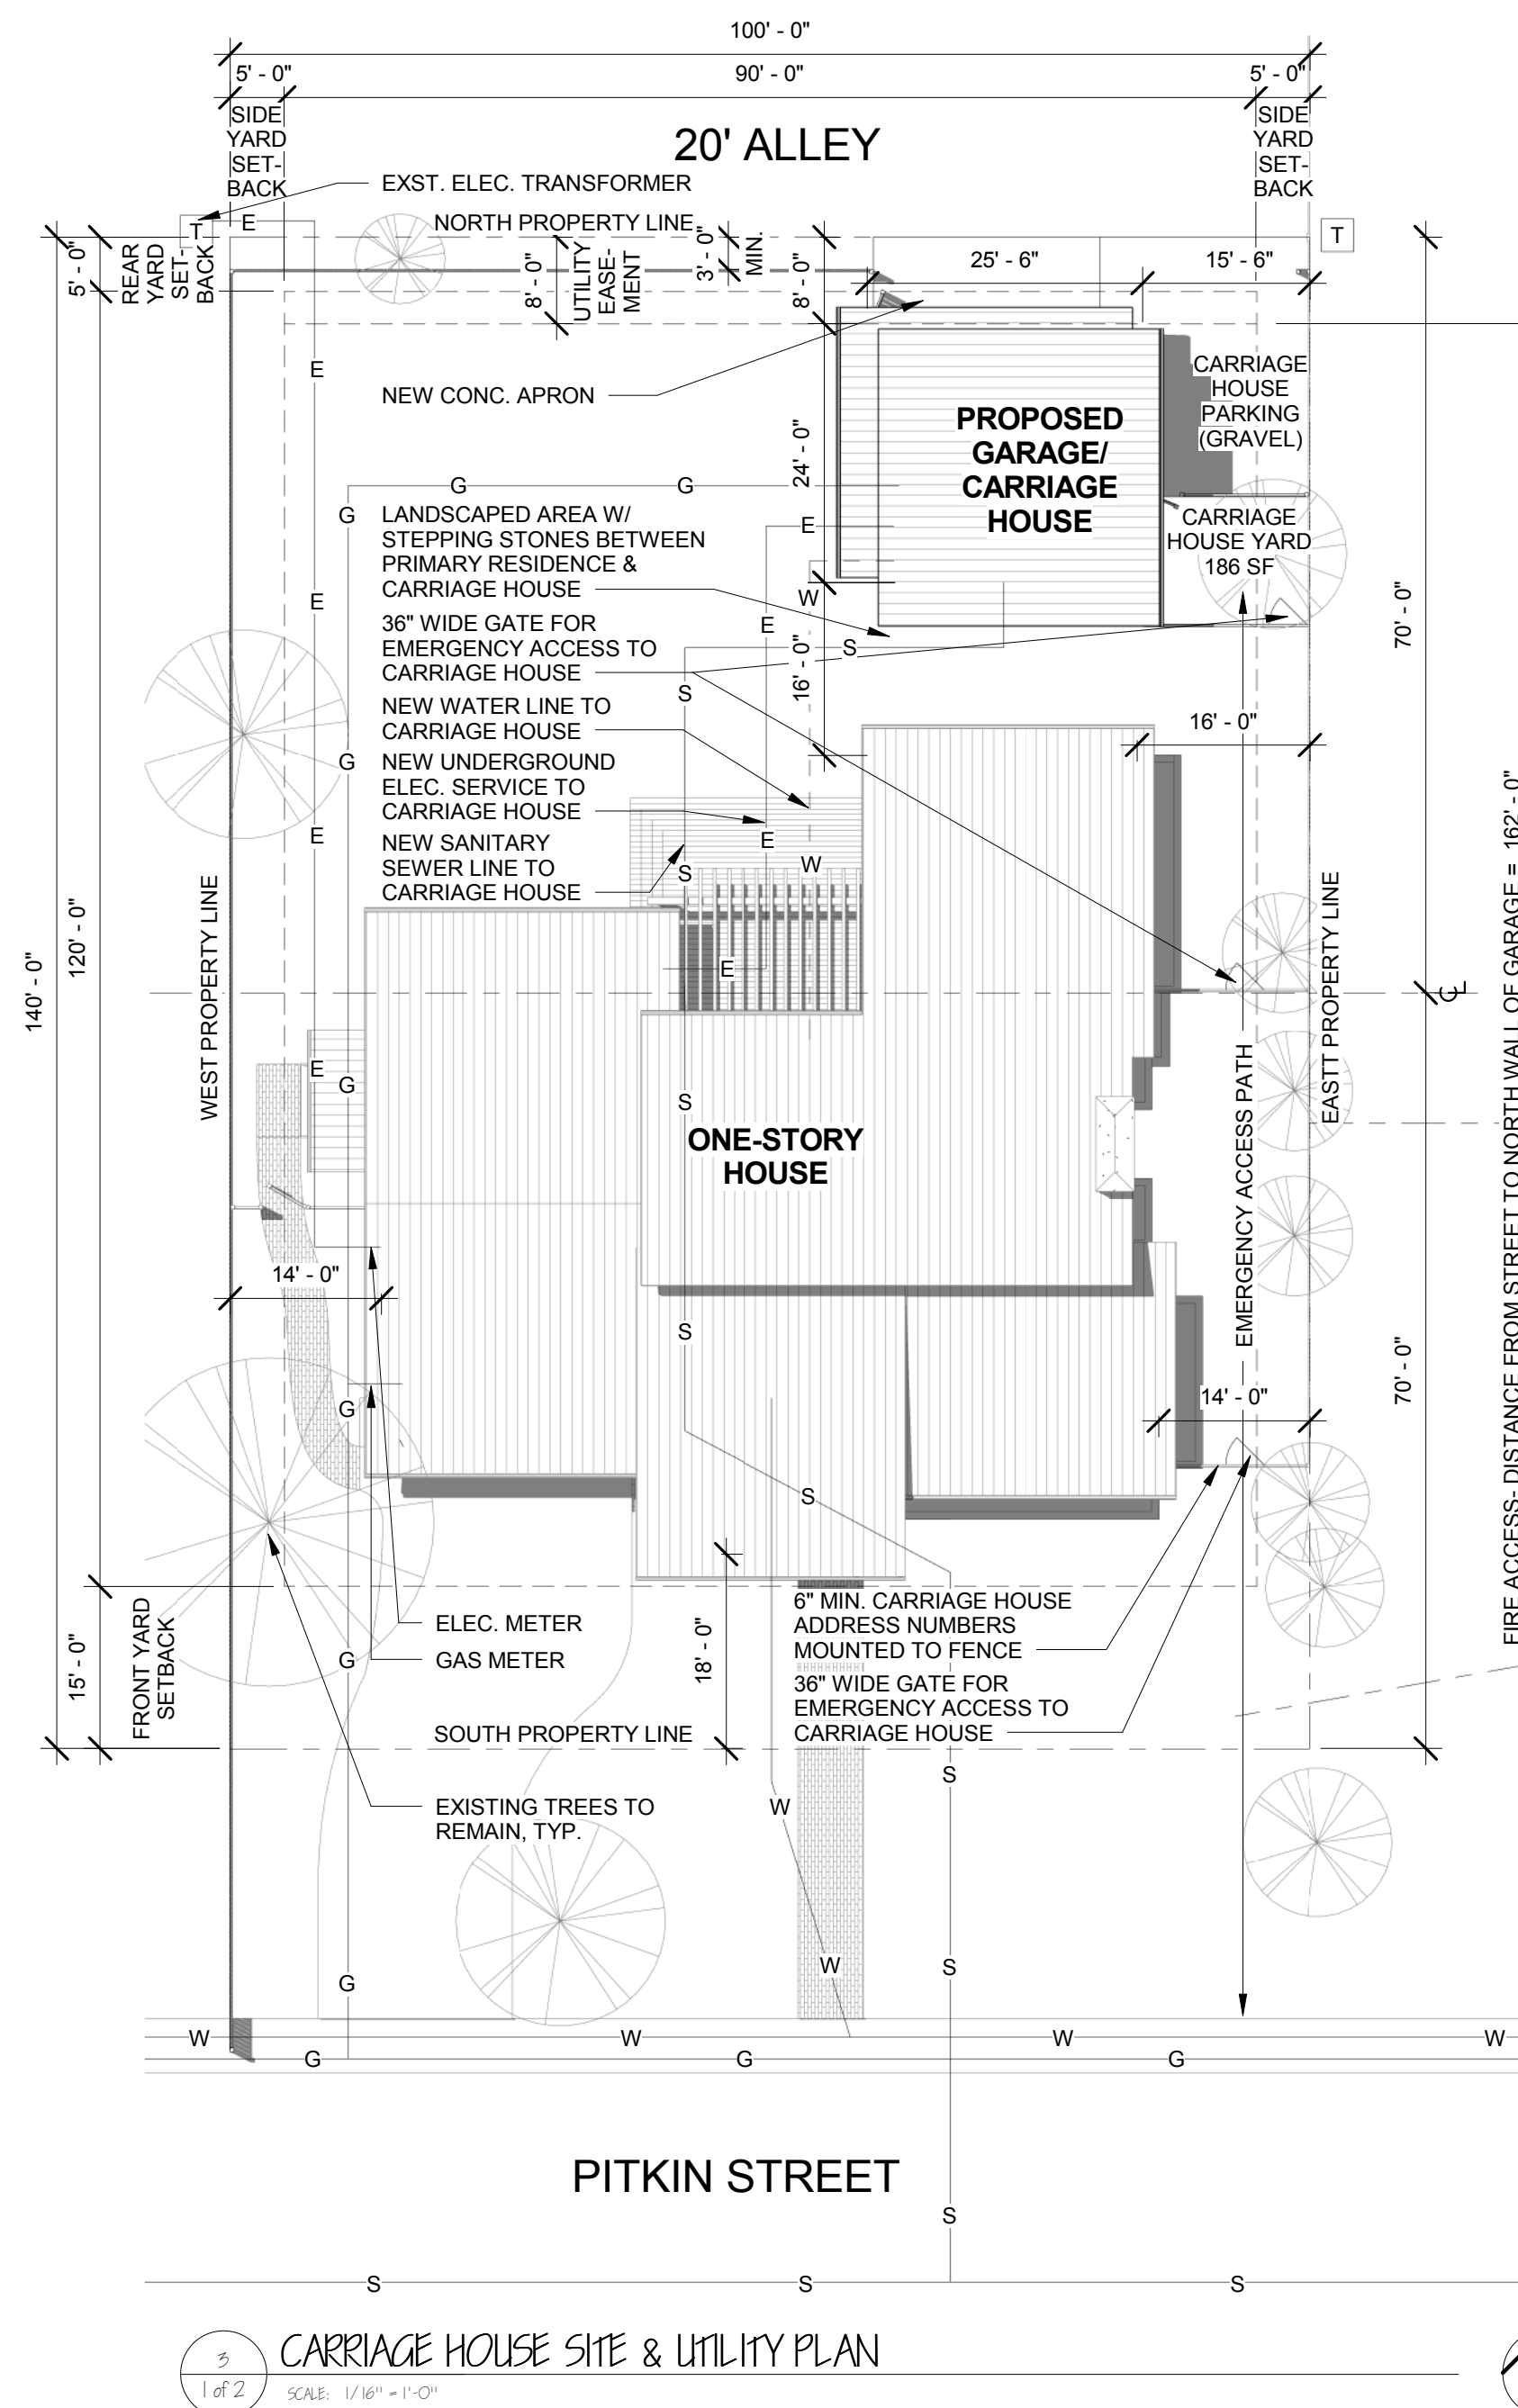 100' - 0"
5' - 0"
90' - 0"
5' - 0"
SIDE
YARD
SET-
BACK
20' ALLEY
SIDE
YARD
SET-
BACK
EXST. ELEC. TRANSFORMER
T
E
NORTH PROPERTY LINE
T
5' - 0"
REAR
YARD
SET-
BACK
8' - 0"
UTILITY
EASE-
MENT
3' - 0"
MIN.
8' - 0"
25' - 6"
15' - 6"
E
NEW CONC. APRON
PROPOSED
GARAGE/
CARRIAGE
HOUSE
CARRIAGE
HOUSE
PARKING
(GRAVEL)
24' - 0"
G
G
G
LANDSCAPED AREA W/
STEPPING STONES BETWEEN
PRIMARY RESIDENCE &
CARRIAGE HOUSE
E
CARRIAGE
HOUSE YARD
186 SF
E
W
36" WIDE GATE FOR
EMERGENCY ACCESS TO
CARRIAGE HOUSE
E
S
S
16' - 0"
70' - 0"
NEW WATER LINE TO
CARRIAGE HOUSE
16' - 0"
G
NEW UNDERGROUND
ELEC. SERVICE TO
CARRIAGE HOUSE
E
E
NEW SANITARY
SEWER LINE TO
CARRIAGE HOUSE
S
W
WEST PROPERTY LINE
140' - 0"
120' - 0"
E
EASTT PROPERTY LINE
CL
FIRE ACCESS- DISTANCE FROM STREET TO NORTH WALL OF GARAGE = 162' - 0"
E
G
S
ONE-STORY
HOUSE
EMERGENCY ACCESS PATH
14' - 0"
S
G
14' - 0"
70' - 0"
S
6" MIN. CARRIAGE HOUSE
ADDRESS NUMBERS
MOUNTED TO FENCE
ELEC. METER
GAS METER
G
15' - 0"
FRONT YARD
SETBACK
18' - 0"
36" WIDE GATE FOR
EMERGENCY ACCESS TO
CARRIAGE HOUSE
SOUTH PROPERTY LINE
S
EXISTING TREES TO
REMAIN, TYP.
W
G
W
S
W
W
W
W
G
G
G
PITKIN STREET
S
S
S
S
3
1 of 2
CARRIAGE HOUSE SITE & UTILITY PLAN
SCALE: 1/16" = 1'-0"